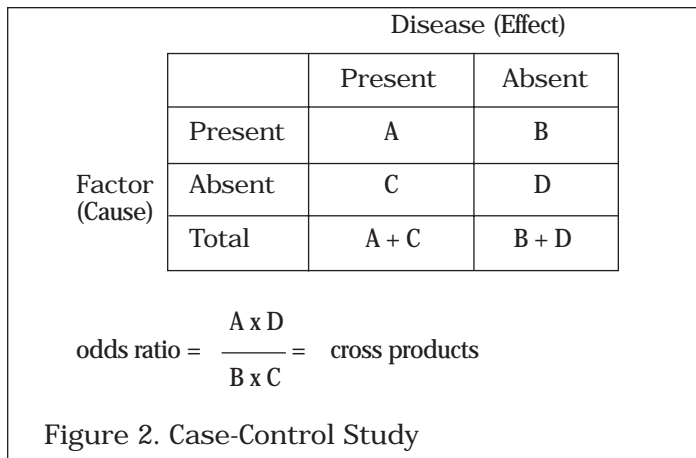 Disease (Effect)
Present Absent
Present A B
Factor Absent C D
(Cause)
Total A + C B + D
A x D
odds ratio = = cross products
B x C
Figure 2. Case-Control Study